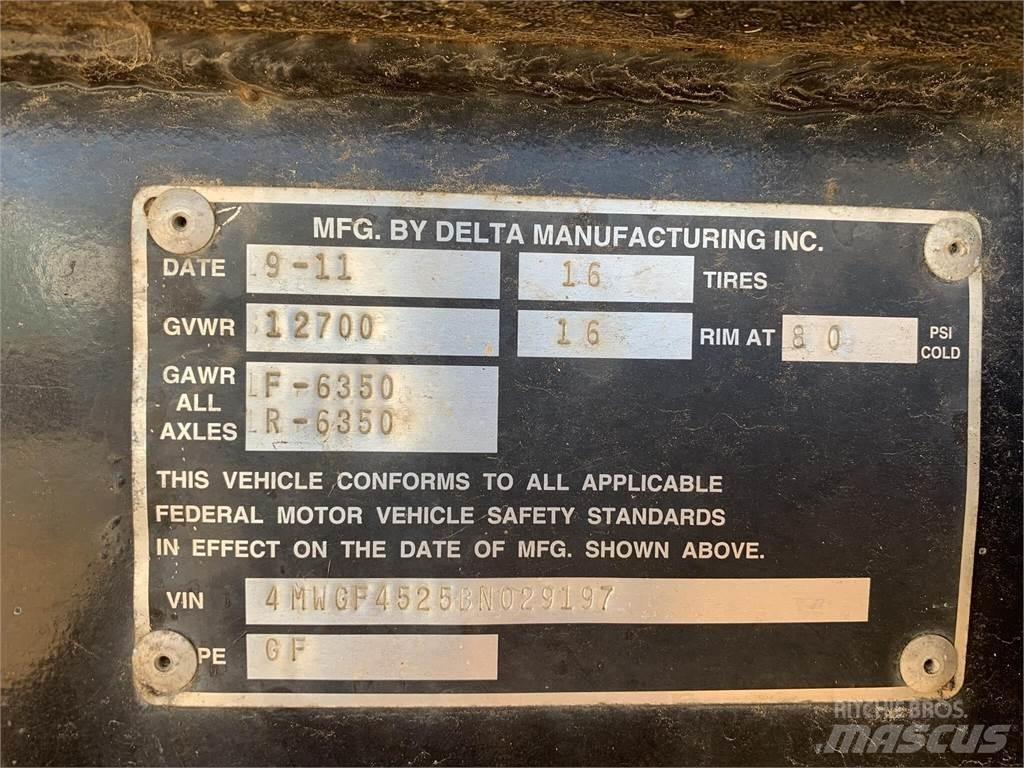 MFG. BY DELTA MANUFACTURING INC.
DATE 9-11 16 TIRES
GVWR 12700 16 RIM AT 80 PSI COLD
GAWR F-6350
ALL
AXLES R-6350
THIS VEHICLE CONFORMS TO ALL APPLICABLE
FEDERAL MOTOR VEHICLE SAFETY STANDARDS
IN EFFECT ON THE DATE OF MFG. SHOWN ABOVE.
VIN 4MWGF4525BN029197
PE GF
RITCHIE BROS.
MASCUS